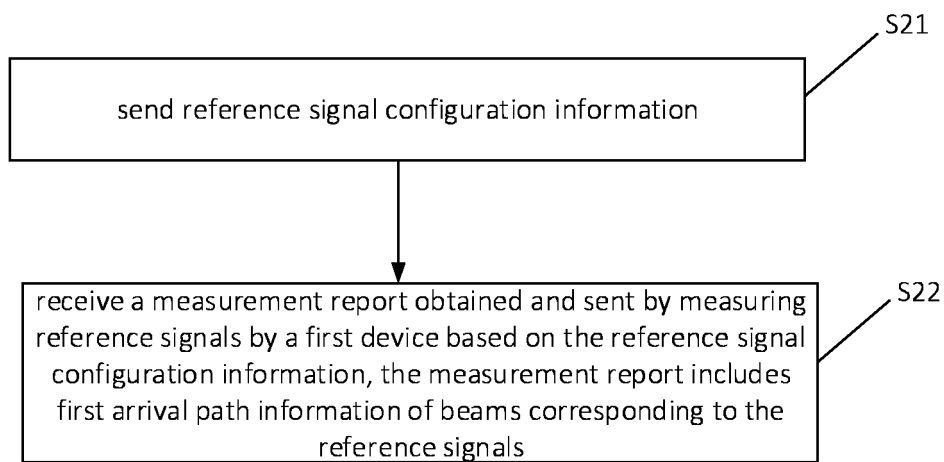 S21
send reference signal configuration information
S22
receive a measurement report obtained and sent by measuring
reference signals by a first device based on the reference signal
configuration information, the measurement report includes
first arrival path information of beams corresponding to the
reference signals